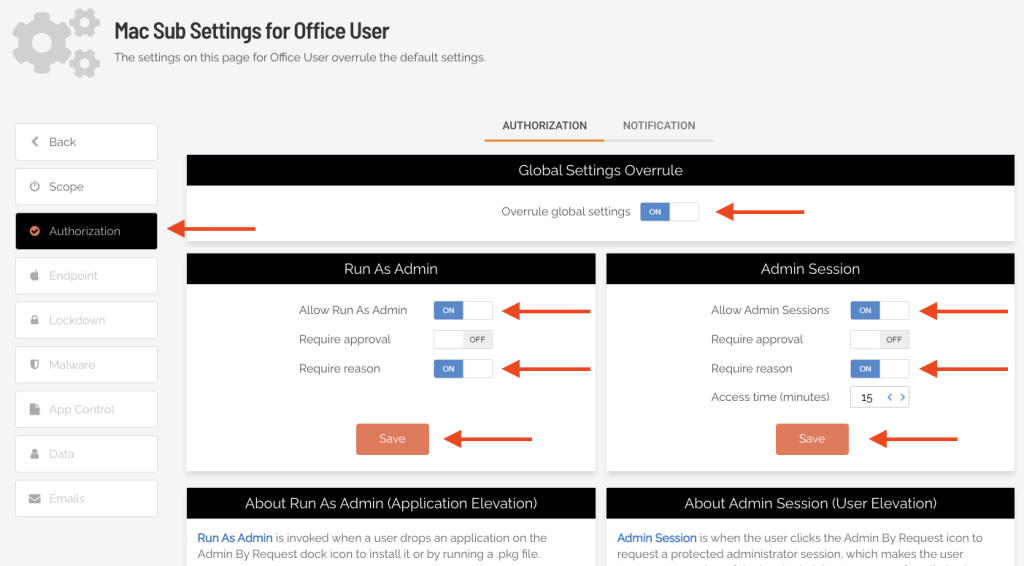 Mac Sub Settings for Office User
The settings on this page for Office User overrule the default settings.
Back
Scope
Authorization
Endpoint
Lockdown
Malware
App Control
Data
Emails
AUTHORIZATION
NOTIFICATION
Global Settings Overrule
Overrule global settings ON
Run As Admin
Allow Run As Admin ON
Require approval OFF
Require reason ON
Save
Admin Session
Allow Admin Sessions ON
Require approval OFF
Require reason ON
Access time (minutes) 15
Save
About Run As Admin (Application Elevation)
Run As Admin is invoked when a user drops an application on the
Admin By Request dock icon to install it or by running a .pkg file.
About Admin Session (User Elevation)
Admin Session is when the user clicks the Admin By Request icon to
request a protected administrator session, which makes the user